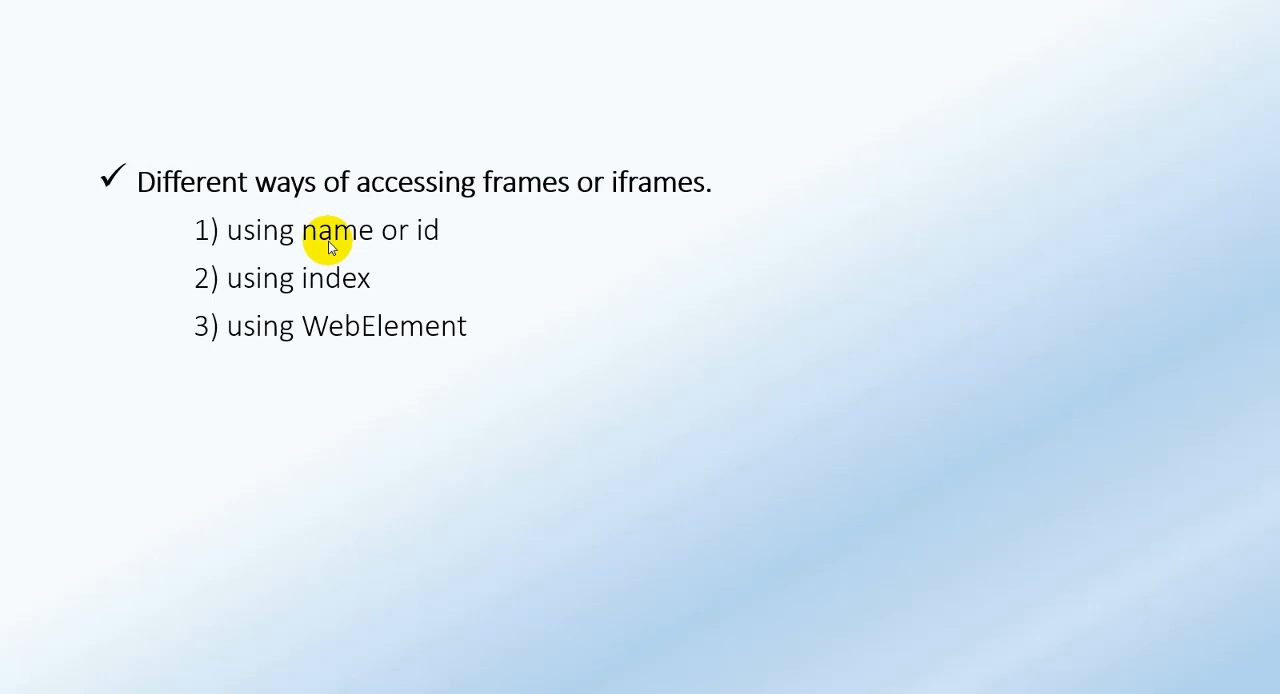 ✓ Different ways of accessing frames or iframes.
1) using name or id
2) using index
3) using WebElement